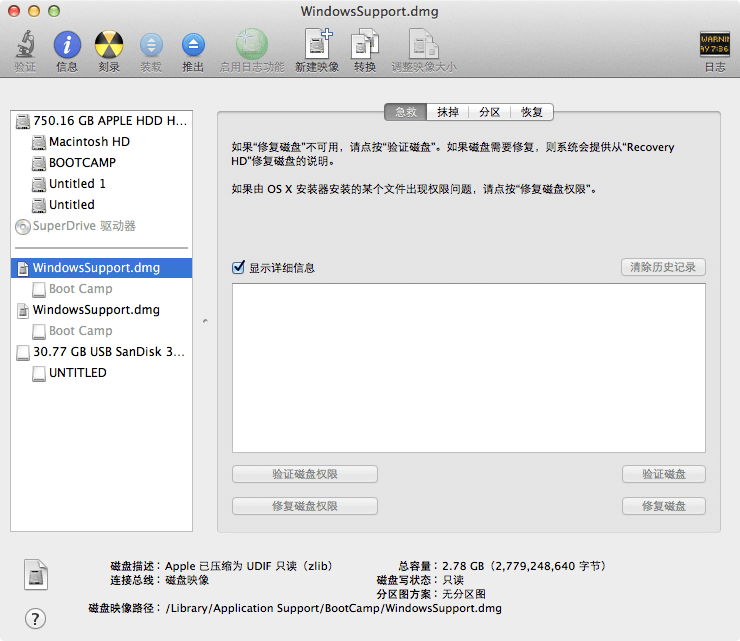 WindowsSupport.dmg
验证
信息
刻录
装载
推出
启用日志功能
新建映像
转换
调整映像大小
WARNIN
AY 7:36
日志
750.16 GB APPLE HDD H...
Macintosh HD
BOOTCAMP
Untitled 1
Untitled
SuperDrive 驱动器
WindowsSupport.dmg
Boot Camp
WindowsSupport.dmg
Boot Camp
30.77 GB USB SanDisk 3...
UNTITLED
急救
抹掉
分区
恢复
如果“修复磁盘”不可用，请点按“验证磁盘”。如果磁盘需要修复，则系统会提供从“Recovery
HD”修复磁盘的说明。
如果由 OS X 安装器安装的某个文件出现权限问题，请点按“修复磁盘权限”。
显示详细信息
清除历史记录
验证磁盘权限
验证磁盘
修复磁盘权限
修复磁盘
磁盘描述：Apple 已压缩为 UDIF 只读（zlib）
连接总线：磁盘映像
磁盘映像路径：/Library/Application Support/BootCamp/WindowsSupport.dmg
总容量：2.78 GB（2,779,248,640 字节）
磁盘写状态：只读
分区图方案：无分区图
?